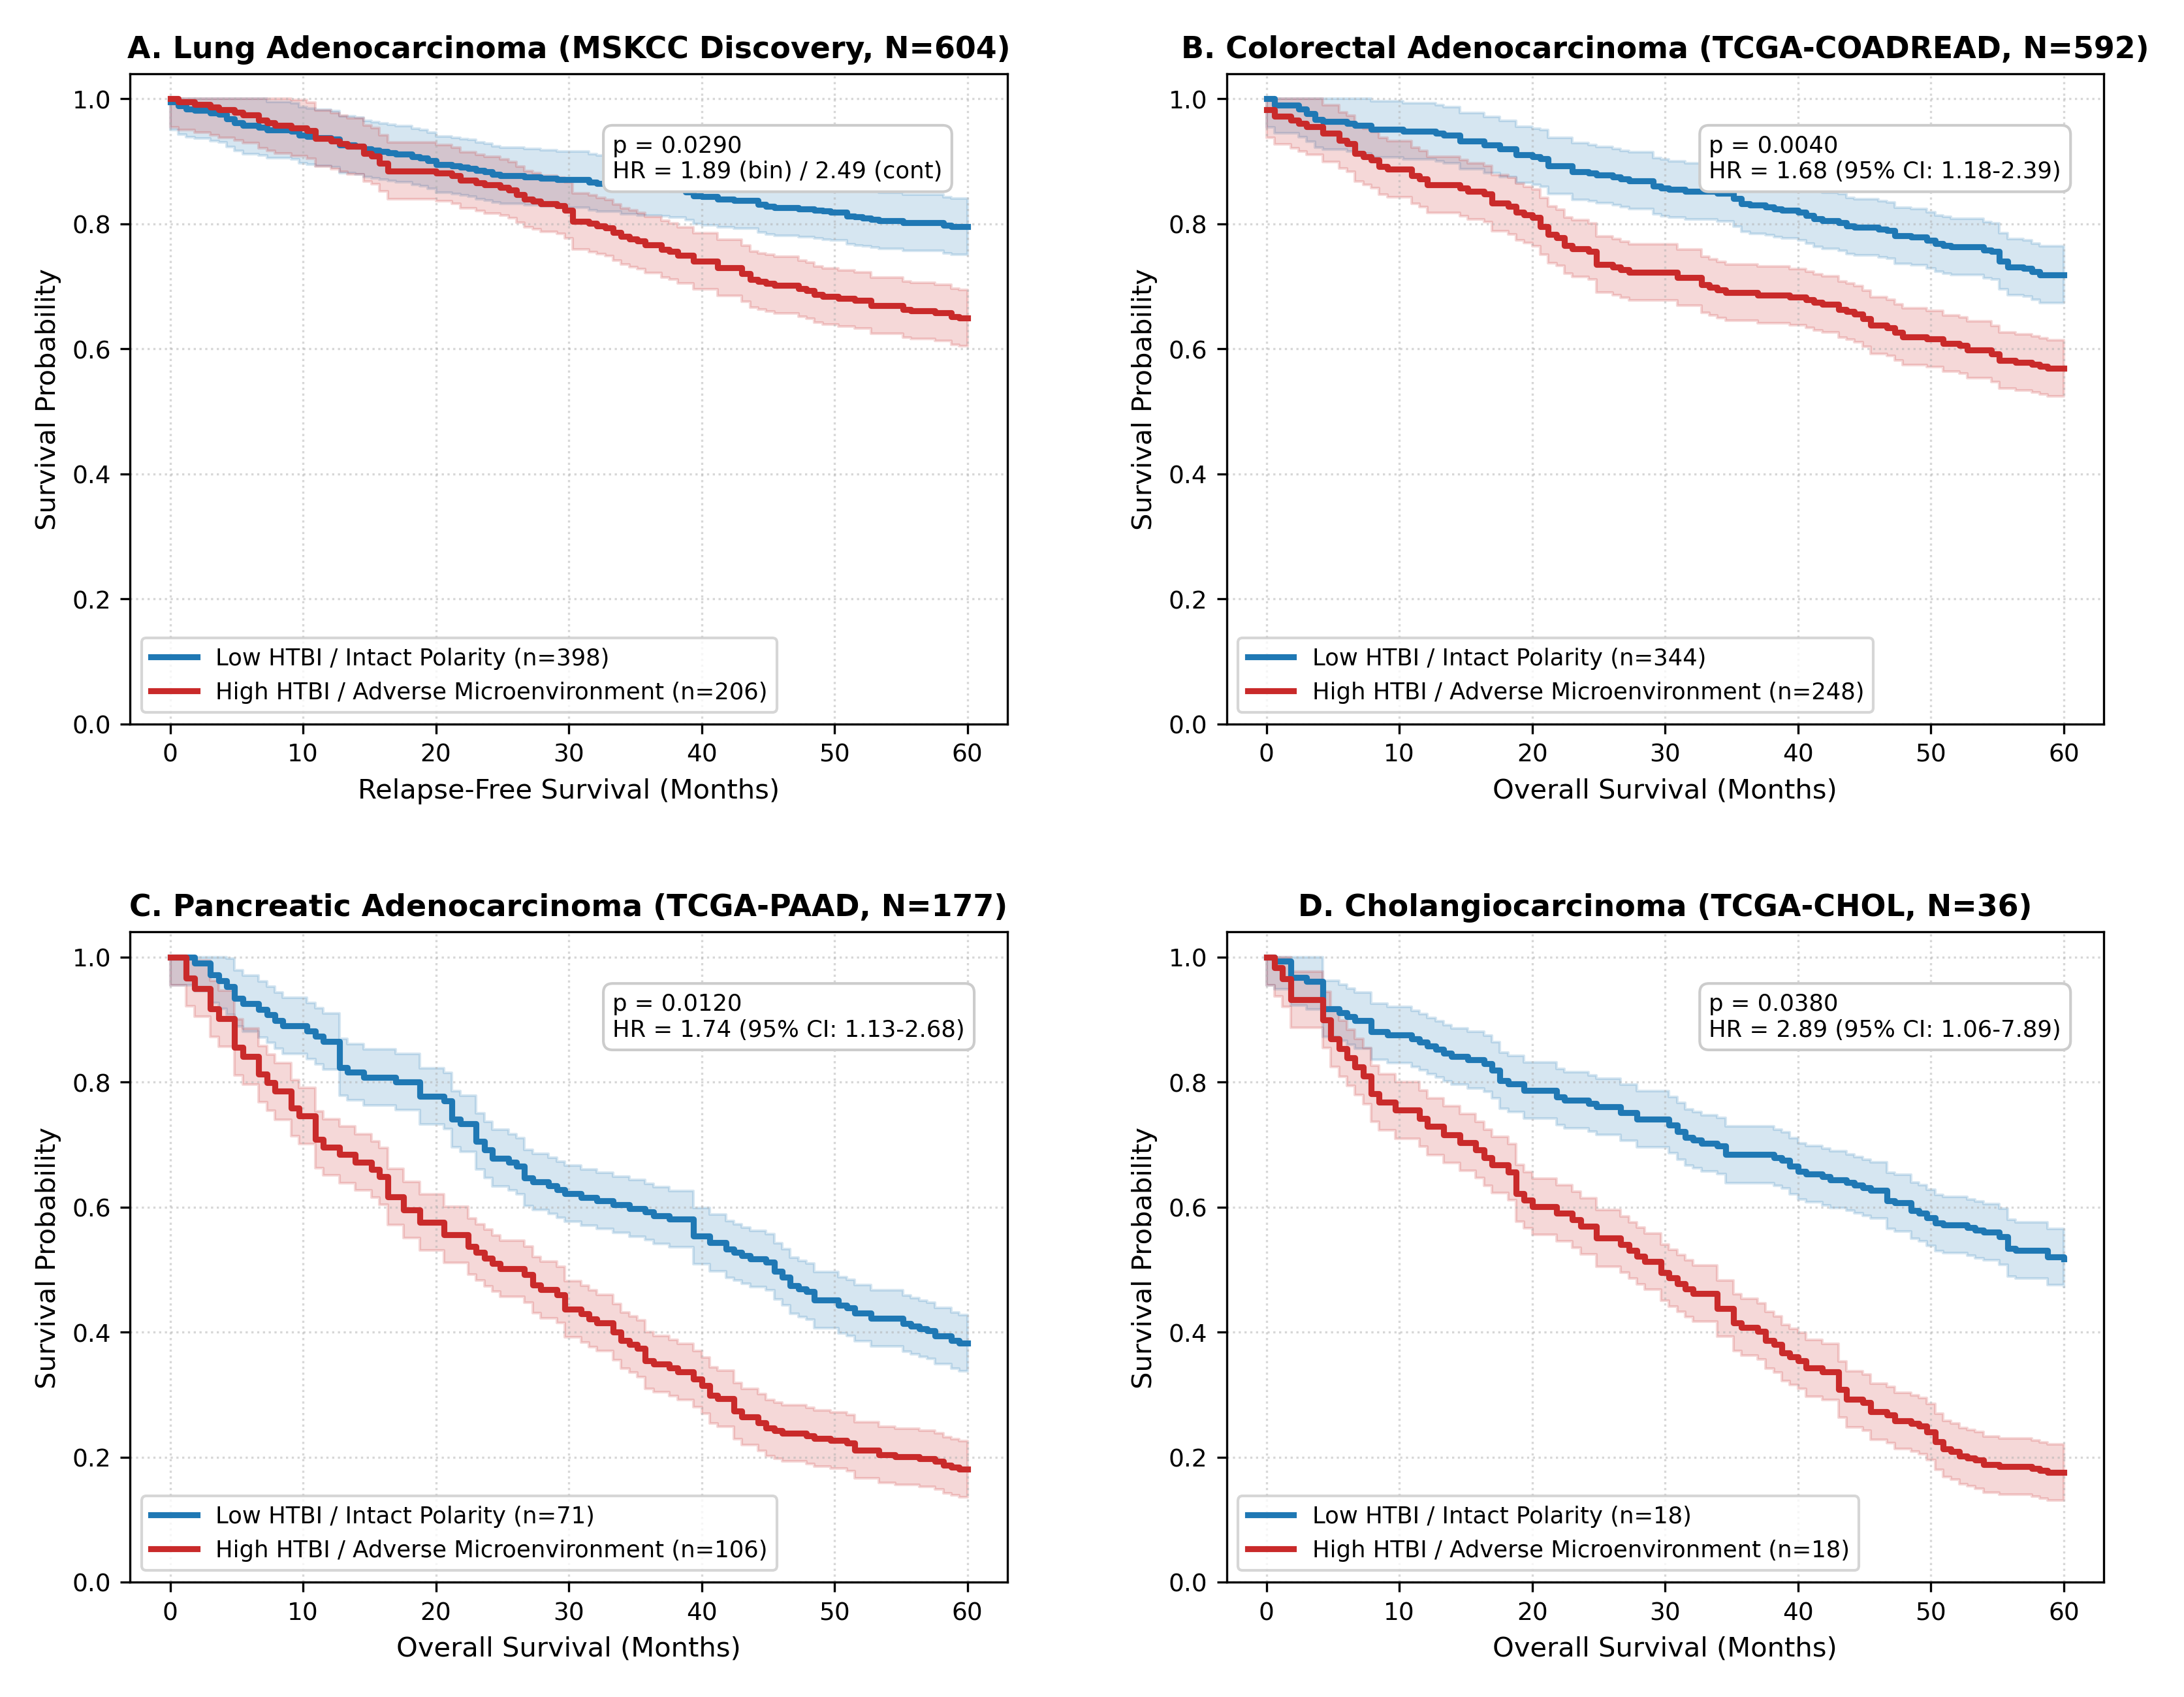 A. Lung Adenocarcinoma (MSKCC Discovery, N=604)
Survival Probability
1.0
0.8
0.6
0.4
0.2
0.0
p = 0.0290
HR = 1.89 (bin) / 2.49 (cont)
Low HTBI / Intact Polarity (n=398)
High HTBI / Adverse Microenvironment (n=206)
0 10 20 30 40 50 60
Relapse-Free Survival (Months)
B. Colorectal Adenocarcinoma (TCGA-COADREAD, N=592)
Survival Probability
1.0
0.8
0.6
0.4
0.2
0.0
p = 0.0040
HR = 1.68 (95% CI: 1.18-2.39)
Low HTBI / Intact Polarity (n=344)
High HTBI / Adverse Microenvironment (n=248)
0 10 20 30 40 50 60
Overall Survival (Months)
C. Pancreatic Adenocarcinoma (TCGA-PAAD, N=177)
Survival Probability
1.0
0.8
0.6
0.4
0.2
0.0
p = 0.0120
HR = 1.74 (95% CI: 1.13-2.68)
Low HTBI / Intact Polarity (n=71)
High HTBI / Adverse Microenvironment (n=106)
0 10 20 30 40 50 60
Overall Survival (Months)
D. Cholangiocarcinoma (TCGA-CHOL, N=36)
Survival Probability
1.0
0.8
0.6
0.4
0.2
0.0
p = 0.0380
HR = 2.89 (95% CI: 1.06-7.89)
Low HTBI / Intact Polarity (n=18)
High HTBI / Adverse Microenvironment (n=18)
0 10 20 30 40 50 60
Overall Survival (Months)